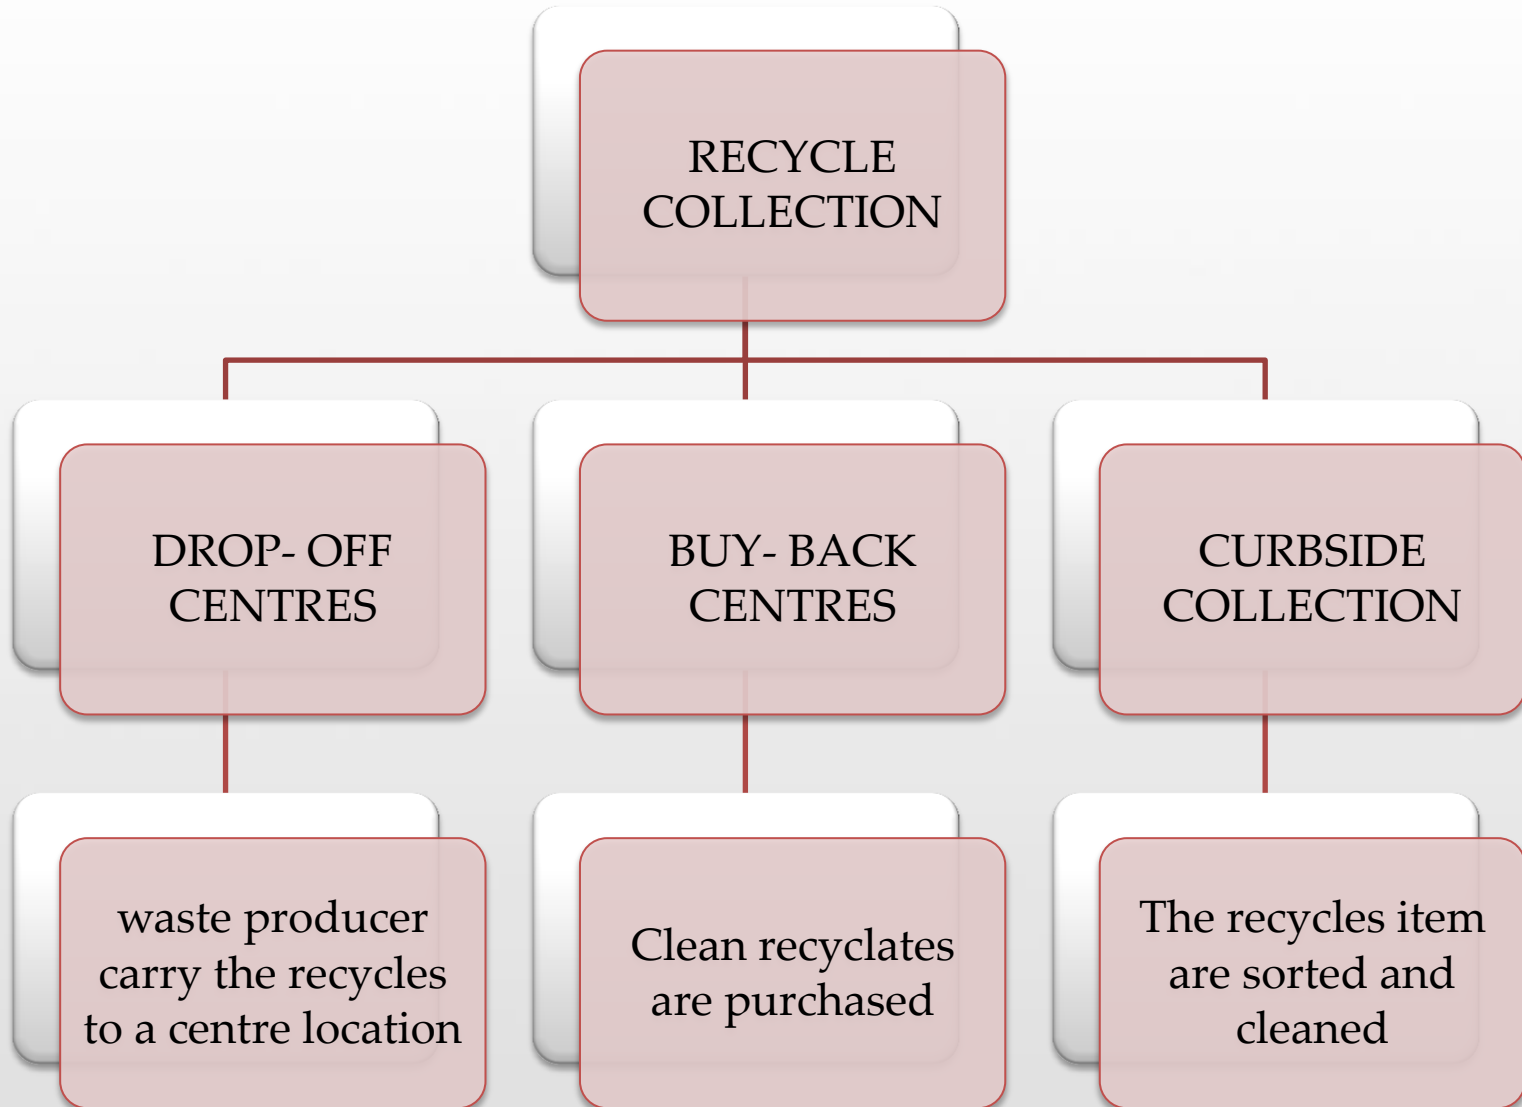 RECYCLE
COLLECTION
DROP- OFF
CENTRES
BUY- BACK
CENTRES
CURBSIDE
COLLECTION
waste producer
carry the recycles
to a centre location
Clean recyclates
are purchased
The recycles item
are sorted and
cleaned